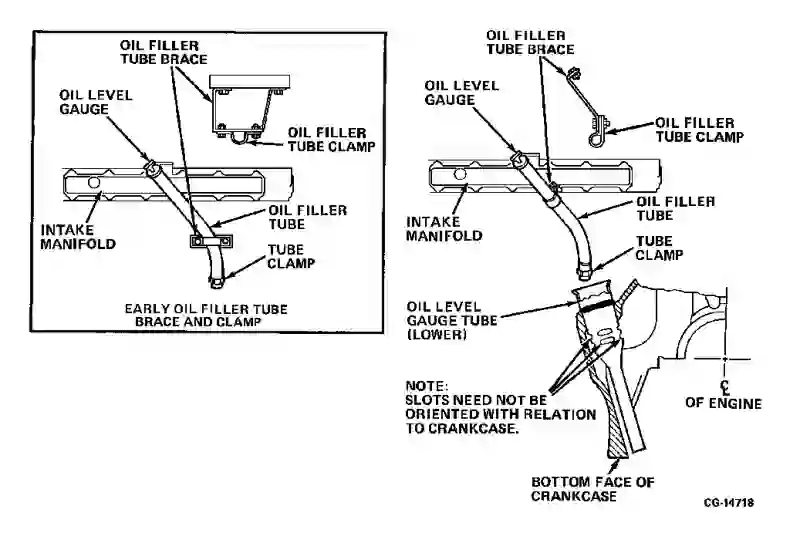 OIL FILLER
TUBE BRACE
OIL LEVEL
GAUGE
OIL FILLER
TUBE CLAMP
OIL FILLER
TUBE
INTAKE
MANIFOLD
TUBE
CLAMP
EARLY OIL FILLER TUBE
BRACE AND CLAMP
OIL FILLER
TUBE BRACE
OIL LEVEL
GAUGE
OIL FILLER
TUBE CLAMP
OIL FILLER
TUBE
INTAKE
MANIFOLD
TUBE
CLAMP
OIL LEVEL
GAUGE TUBE
(LOWER)
NOTE:
SLOTS NEED NOT BE
ORIENTED WITH RELATION
TO CRANKCASE.
℄
OF ENGINE
BOTTOM FACE OF
CRANKCASE
CG-14718